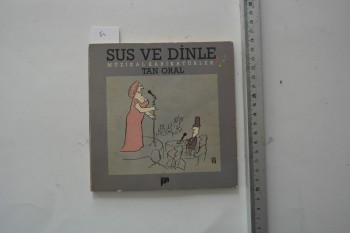 SUS VE DİNLE
MÜZİKAL KARİKATÜRLER
TAN ORAL